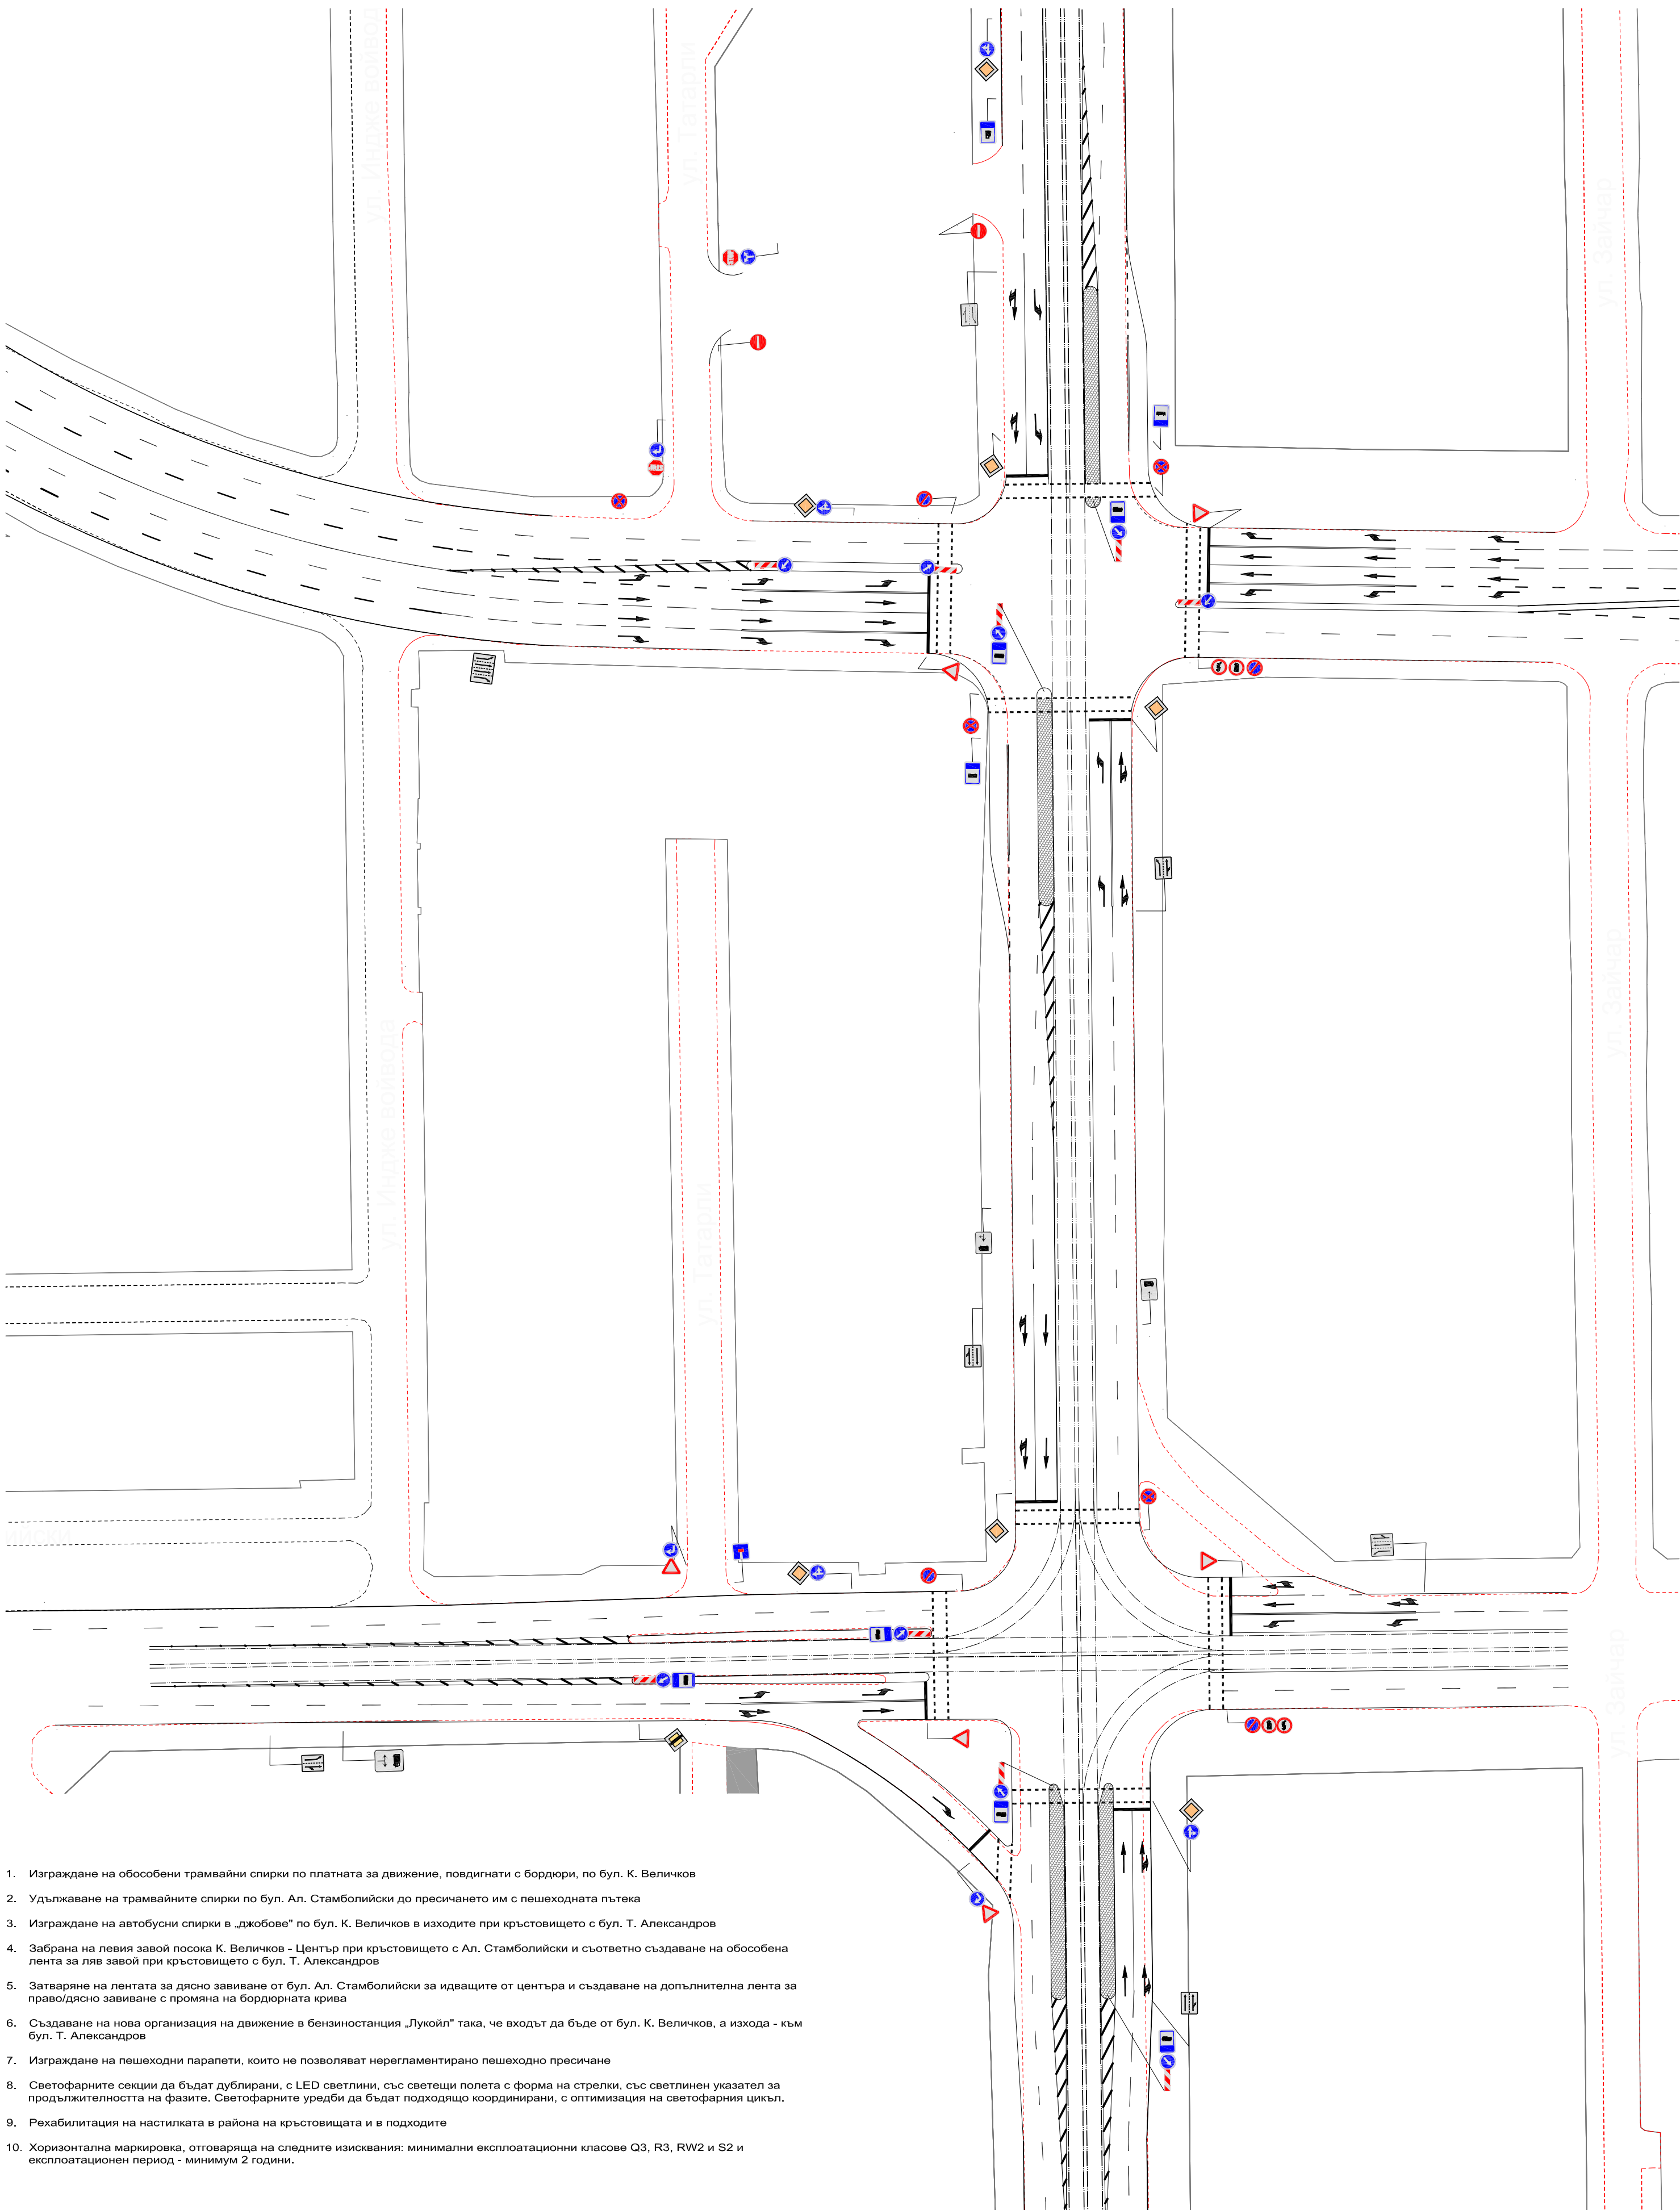 ул. Индже войвода
ул. Татарли
ул. Зайчар
ул. Индже войвода
ул. Татарли
ул. Зайчар
ул. Зайчар
1. Изграждане на обособени трамвайни спирки по платната за движение, повдигнати с бордюри, по бул. К. Величков
2. Удължаване на трамвайните спирки по бул. Ал. Стамболийски до пресичането им с пешеходната пътека
3. Изграждане на автобусни спирки в „джобове" по бул. К. Величков в изходите при кръстовището с бул. Т. Александров
4. Забрана на левия завой посока К. Величков - Център при кръстовището с Ал. Стамболийски и съответно създаване на обособена
лента за ляв завой при кръстовището с бул. Т. Александров
5. Затваряне на лентата за дясно завиване от бул. Ал. Стамболийски за идващите от центъра и създаване на допълнителна лента за
право/дясно завиване с промяна на бордюрната крива
6. Създаване на нова организация на движение в бензиностанция „Лукойл" така, че входът да бъде от бул. К. Величков, а изхода - към
бул. Т. Александров
7. Изграждане на пешеходни парапети, които не позволяват нерегламентирано пешеходно пресичане
8. Светофарните секции да бъдат дублирани, с LED светлини, със светещи полета с форма на стрелки, със светлинен указател за
продължителността на фазите. Светофарните уредби да бъдат подходящо координирани, с оптимизация на светофарния цикъл.
9. Рехабилитация на настилката в района на кръстовищата и в подходите
10. Хоризонтална маркировка, отговаряща на следните изисквания: минимални експлоатационни класове Q3, R3, RW2 и S2 и
експлоатационен период - минимум 2 години.